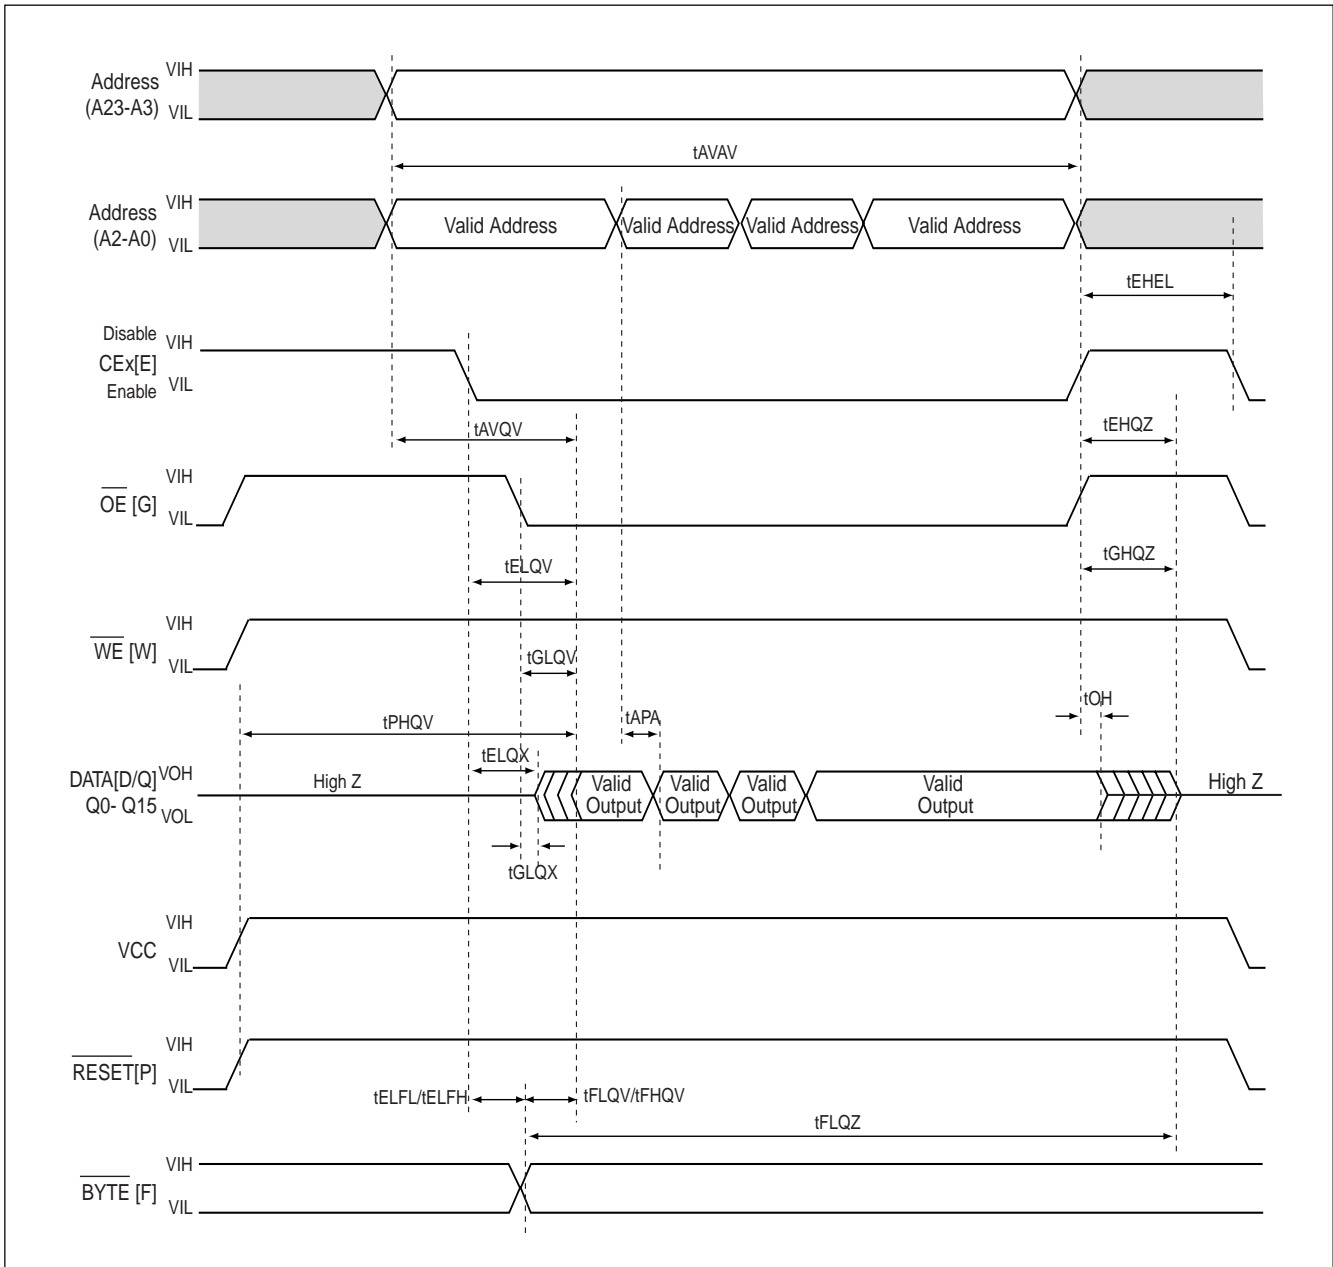 Address VIH
(A23-A3) VIL
tAVAV
Address VIH
(A2-A0) VIL
Valid Address Valid Address Valid Address Valid Address
tEHEL
Disable VIH
CEx[E]
Enable VIL
tAVQV tEHQZ
VIH
OE [G]
VIL
tELQV tGHQZ
VIH
WE [W]
VIL
tGLQV
tOH
tPHQV tAPA
tELQX
DATA[D/Q] VOH
Q0- Q15 VOL
High Z
Valid Output
Valid Output
Valid Output
Valid Output
High Z
tGLQX
VIH
VCC
VIL
VIH
RESET[P]
VIL
tELFL/tELFH tFLQV/tFHQV
tFLQZ
VIH
BYTE [F]
VIL